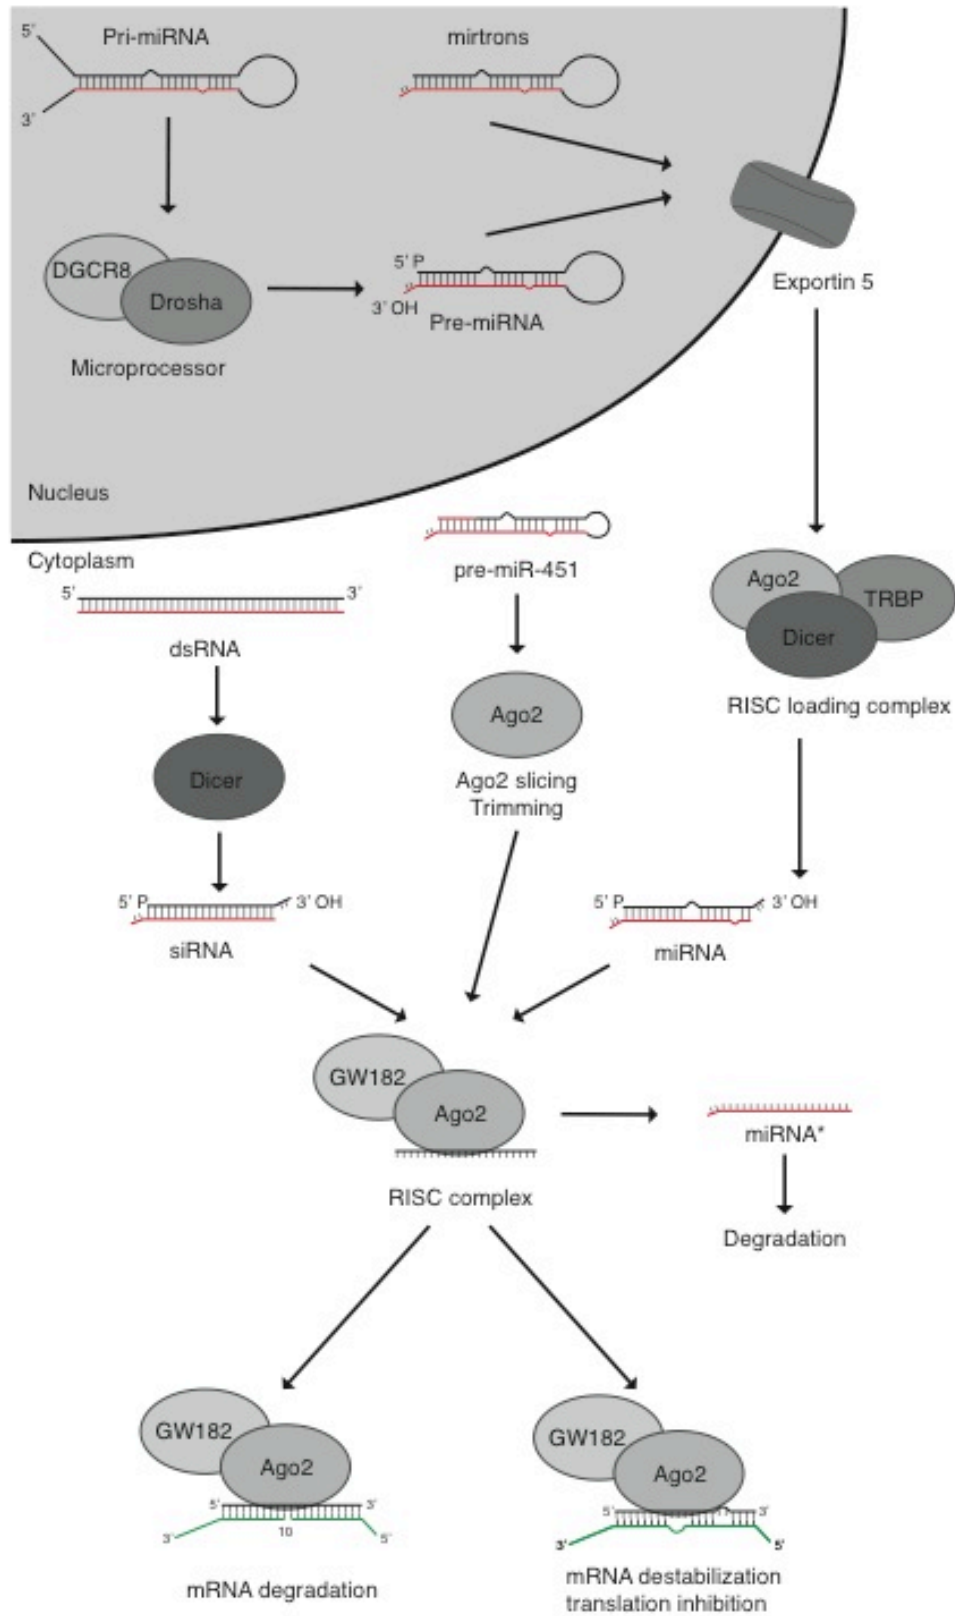 5'
Pri-miRNA
mirtrons
3'
DGCR8
Drosha
Microprocessor
5' P
3' OH
Pre-miRNA
Exportin 5
Nucleus
Cytoplasm
5'
3'
dsRNA
pre-miR-451
Ago2
TRBP
Dicer
RISC loading complex
Dicer
Ago2
Ago2 slicing
Trimming
5' P
3' OH
siRNA
5' P
3' OH
miRNA
GW182
Ago2
RISC complex
miRNA*
Degradation
GW182
Ago2
5'
3'
3'
10
5'
mRNA degradation
GW182
Ago2
5'
3'
3'
5'
mRNA destabilization
translation inhibition